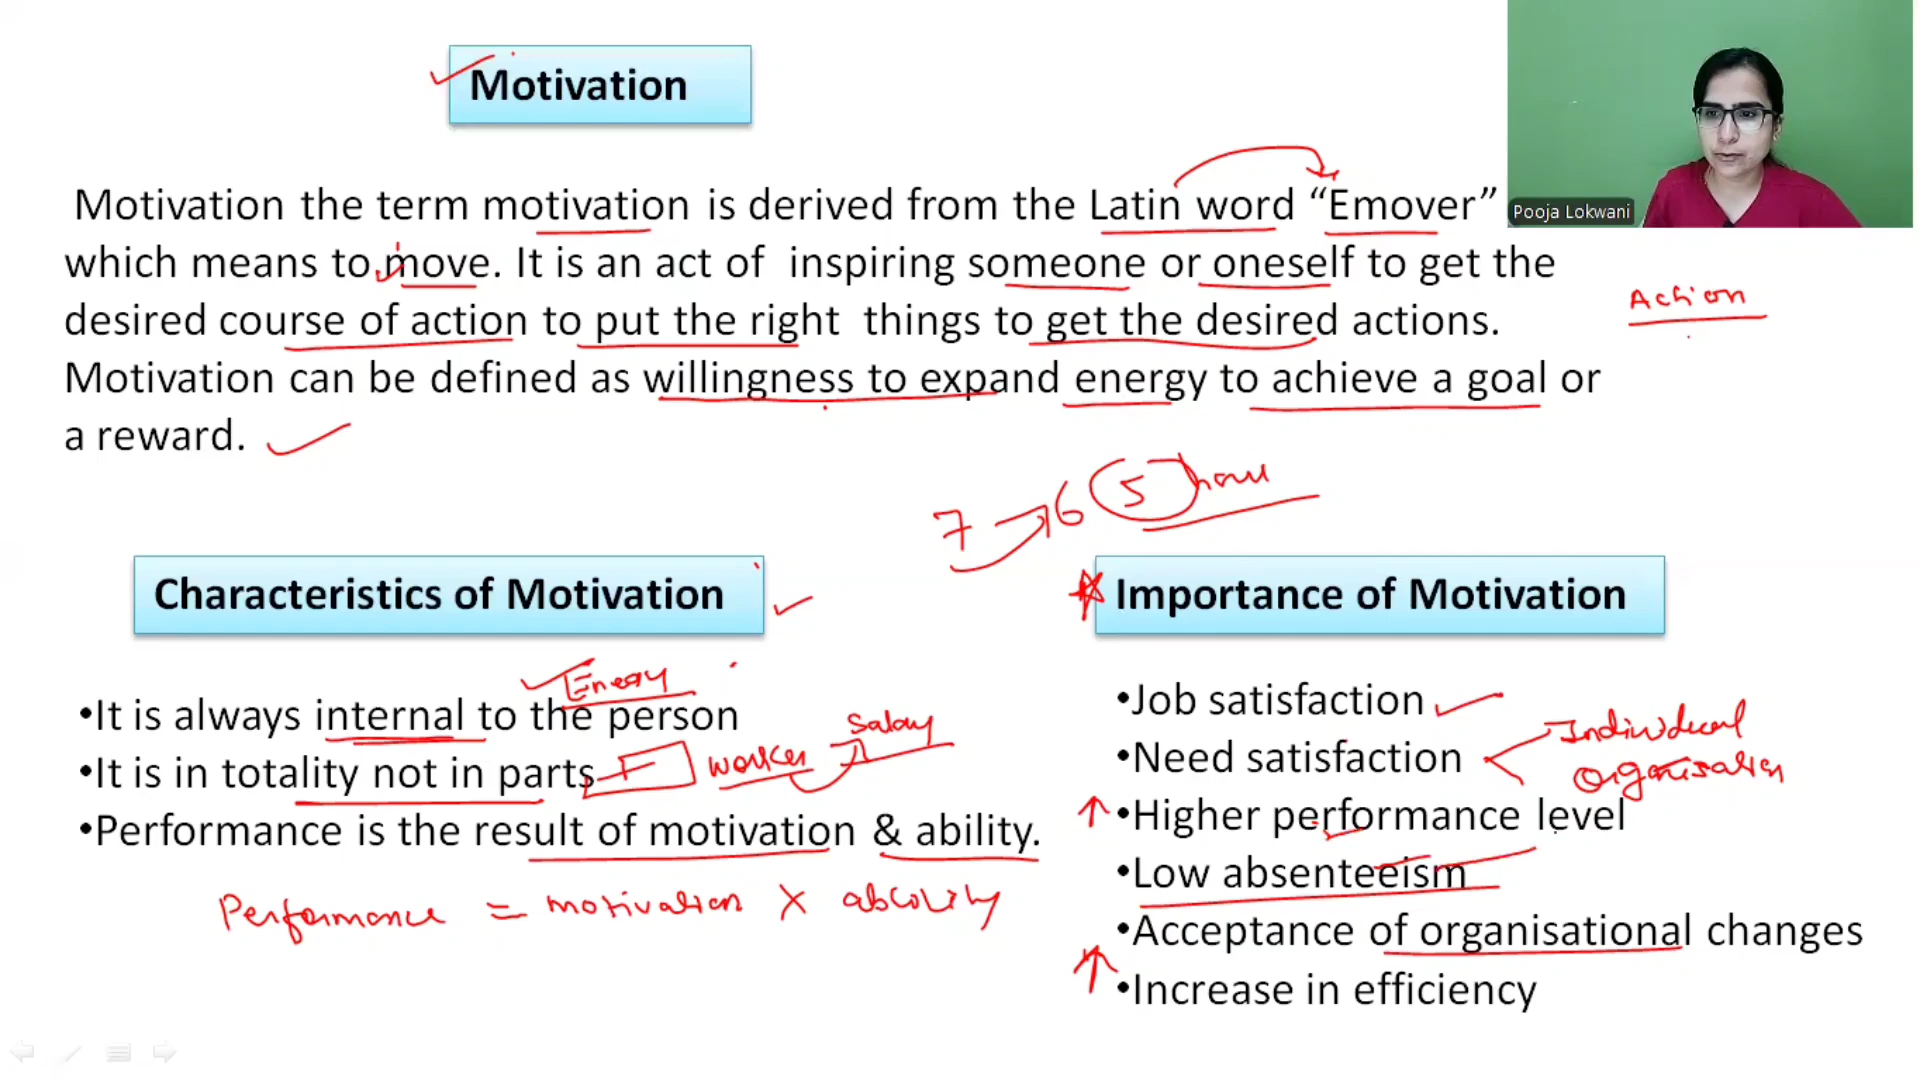 Motivation
Pooja Lokwani
Motivation the term motivation is derived from the Latin word “Emover”
which means to move. It is an act of inspiring someone or oneself to get the
desired course of action to put the right things to get the desired actions.
Action
Motivation can be defined as willingness to expand energy to achieve a goal or
a reward.
7 6 5 hour
Characteristics of Motivation
Energy
•It is always internal to the person
•It is in totality not in parts
F worker salary
•Performance is the result of motivation & ability.
Performance = motivation X
Importance of Motivation
•Job satisfaction
•Need satisfaction
Individual
Organisation
•Higher performance level
•Low absenteeism
•Acceptance of organisational changes
•Increase in efficiency